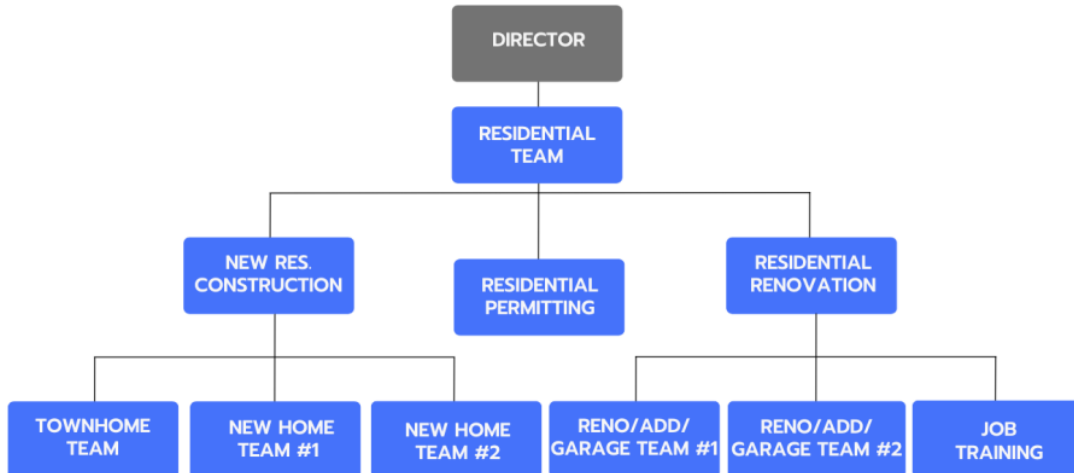 DIRECTOR
RESIDENTIAL
TEAM
NEW RES.
CONSTRUCTION
RESIDENTIAL
PERMITTING
RESIDENTIAL
RENOVATION
TOWNHOME
TEAM
NEW HOME
TEAM #1
NEW HOME
TEAM #2
RENO/ADD/
GARAGE TEAM #1
RENO/ADD/
GARAGE TEAM #2
JOB
TRAINING